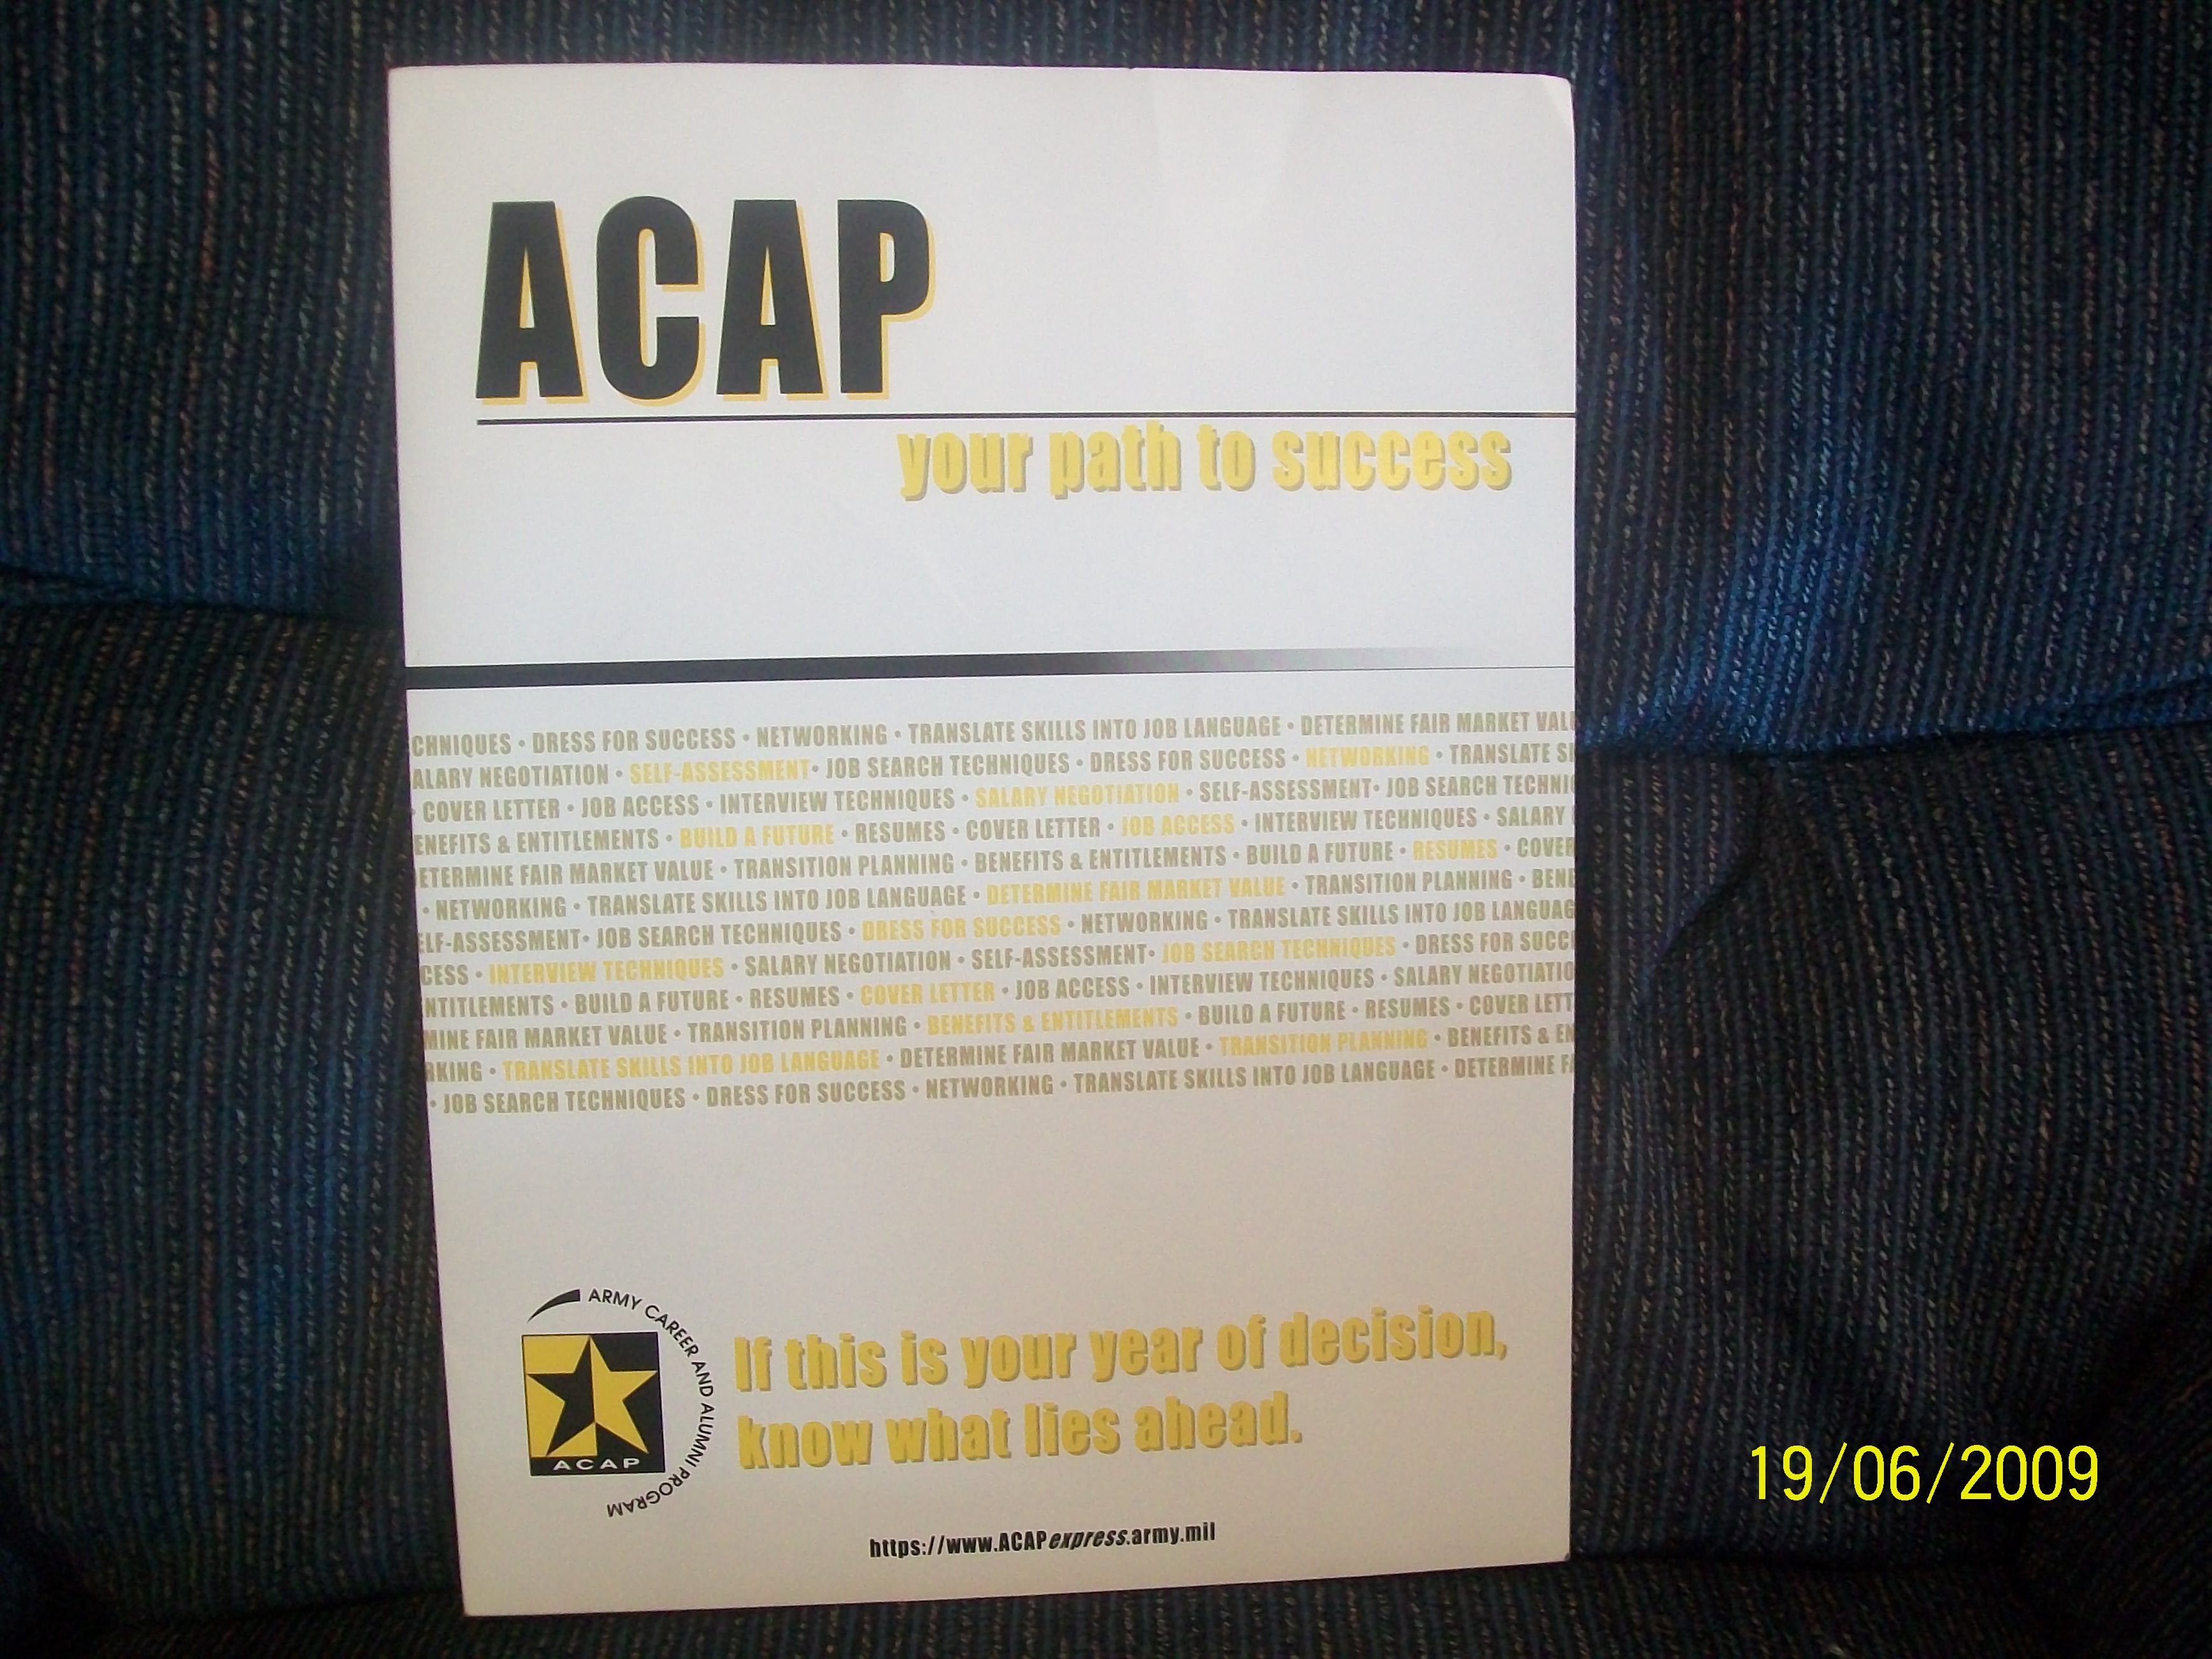 ACAP
your path to success
CHNIQUES • DRESS FOR SUCCESS • NETWORKING • TRANSLATE SKILLS INTO JOB LANGUAGE • DETERMINE FAIR MARKET VALU
ALARY NEGOTIATION • SELF-ASSESSMENT• JOB SEARCH TECHNIQUES • DRESS FOR SUCCESS • NETWORKING • TRANSLATE SK
• COVER LETTER • JOB ACCESS • INTERVIEW TECHNIQUES • SALARY NEGOTIATION • SELF-ASSESSMENT• JOB SEARCH TECHNIQ
ENEFITS & ENTITLEMENTS • BUILD A FUTURE • RESUMES • COVER LETTER • JOB ACCESS • INTERVIEW TECHNIQUES • SALARY
ETERMINE FAIR MARKET VALUE • TRANSITION PLANNING • BENEFITS & ENTITLEMENTS • BUILD A FUTURE • RESUMES • COVER
• NETWORKING • TRANSLATE SKILLS INTO JOB LANGUAGE • DETERMINE FAIR MARKET VALUE • TRANSITION PLANNING • BENE
ELF-ASSESSMENT• JOB SEARCH TECHNIQUES • DRESS FOR SUCCESS • NETWORKING • TRANSLATE SKILLS INTO JOB LANGUAG
CESS • INTERVIEW TECHNIQUES • SALARY NEGOTIATION • SELF-ASSESSMENT• JOB SEARCH TECHNIQUES • DRESS FOR SUCC
NTITLEMENTS • BUILD A FUTURE • RESUMES • COVER LETTER • JOB ACCESS • INTERVIEW TECHNIQUES • SALARY NEGOTIATIO
MINE FAIR MARKET VALUE • TRANSITION PLANNING • BENEFITS & ENTITLEMENTS • BUILD A FUTURE • RESUMES • COVER LETT
RKING • TRANSLATE SKILLS INTO JOB LANGUAGE • DETERMINE FAIR MARKET VALUE • TRANSITION PLANNING • BENEFITS & EN
• JOB SEARCH TECHNIQUES • DRESS FOR SUCCESS • NETWORKING • TRANSLATE SKILLS INTO JOB LANGUAGE • DETERMINE FA
ARMY CAREER AND ALUMNI PROGRAM
ACAP
If this is your year of decision,
know what lies ahead.
https://www.ACAPexpress.army.mil
19/06/2009